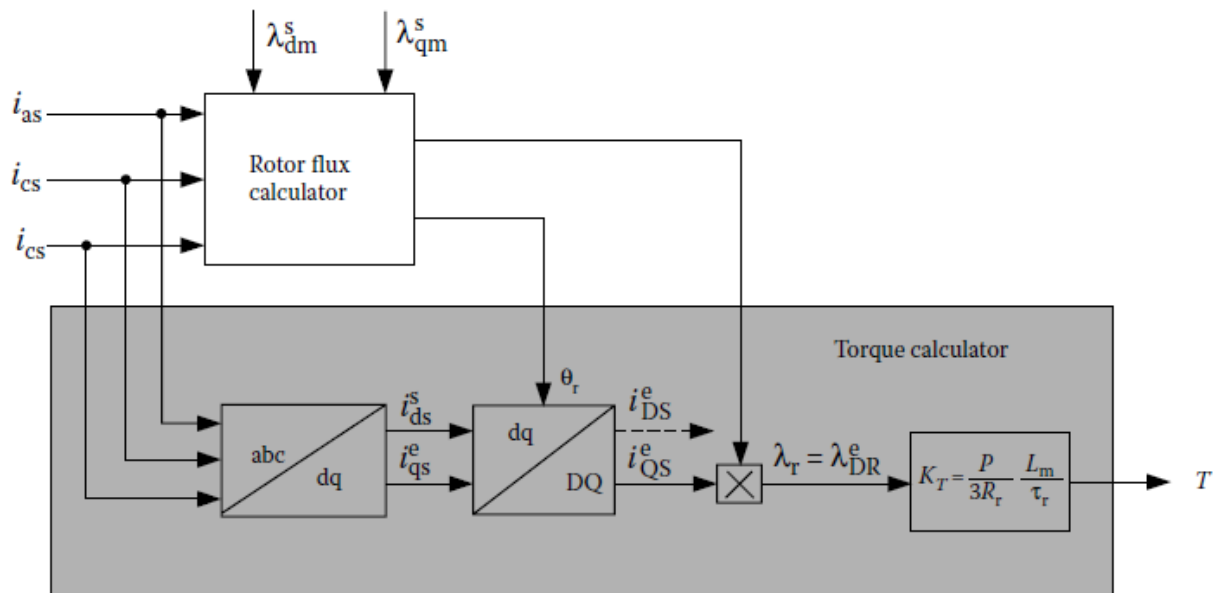 λ^s_dm
λ^s_qm
i_as
i_cs
i_cs
Rotor flux
calculator
Torque calculator
θ_r
i^s_ds
i^e_qs
abc
dq
dq
DQ
i^e_DS
i^e_QS
λ_r = λ^e_DR
K_T = P/3R_r L_m/τ_r
T